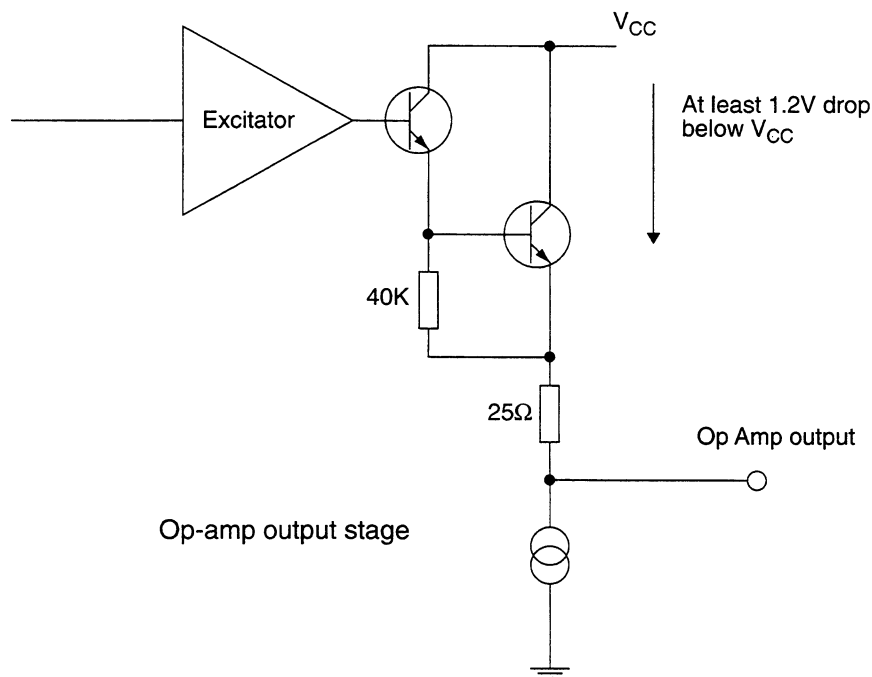 V_CC
Excitator
At least 1.2V drop
below V_CC
40K
25Ω
Op Amp output
Op-amp output stage